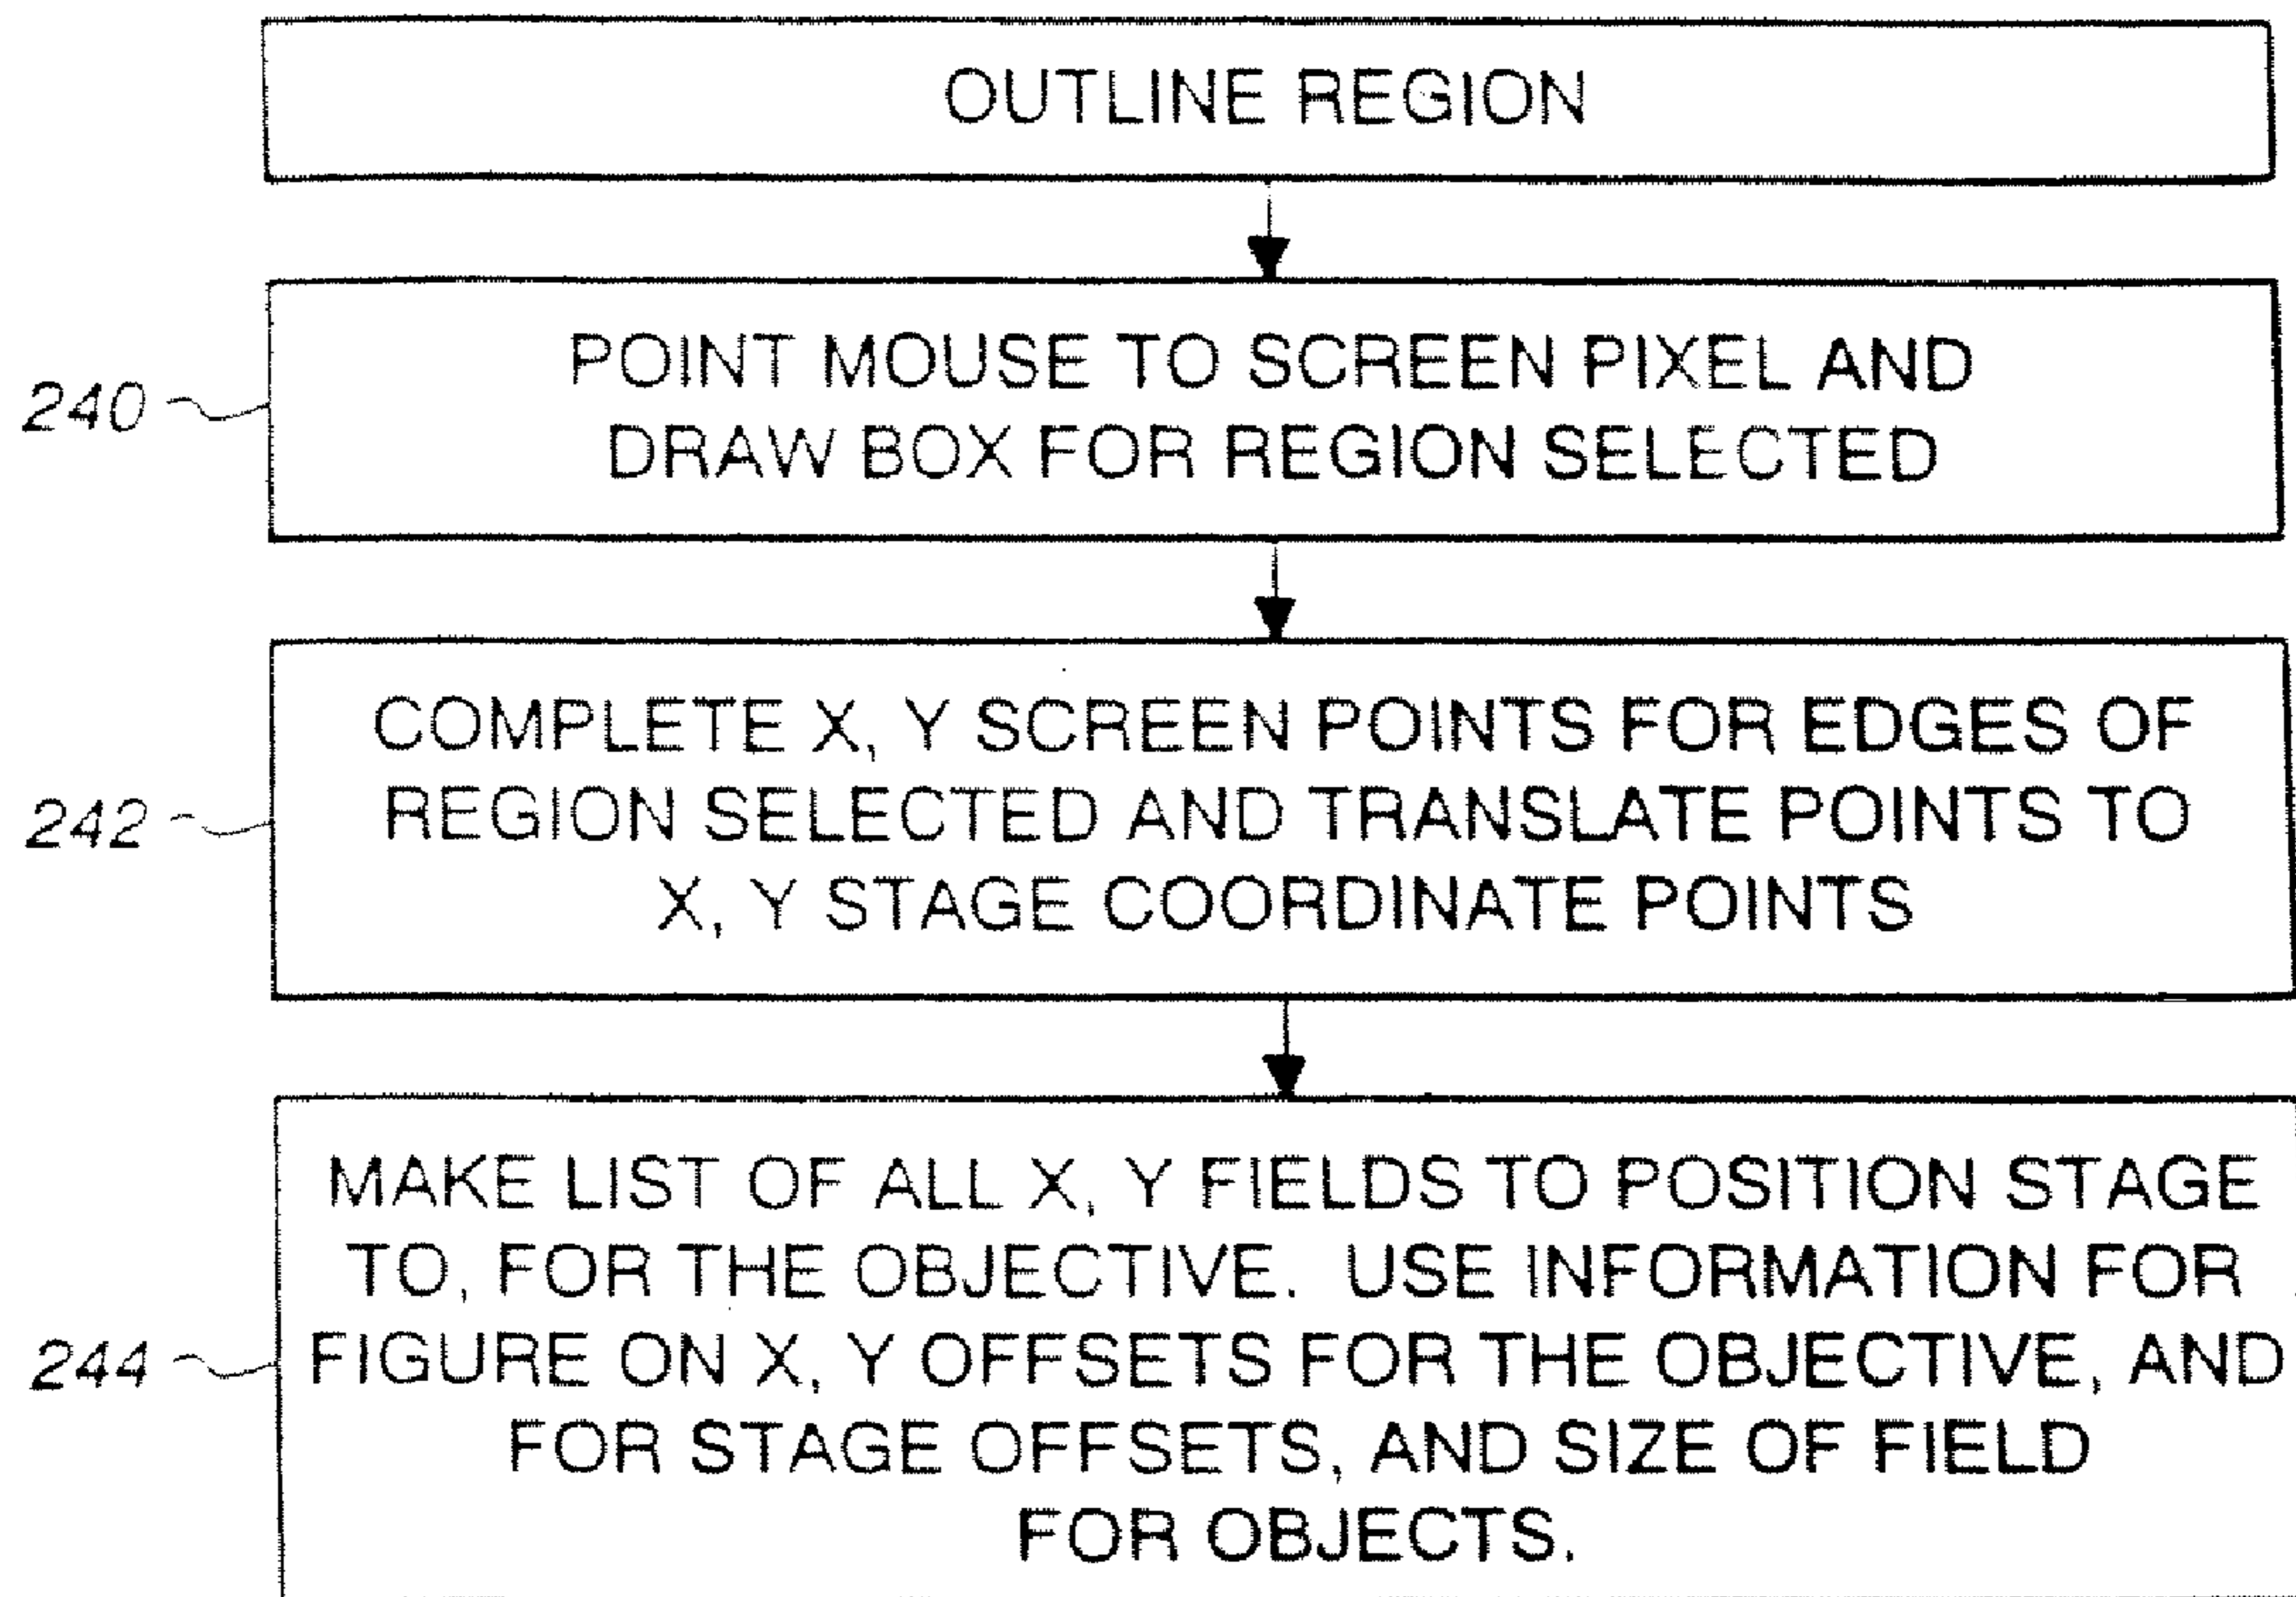 OUTLINE REGION
240
POINT MOUSE TO SCREEN PIXEL AND
DRAW BOX FOR REGION SELECTED
242
COMPLETE X, Y SCREEN POINTS FOR EDGES OF
REGION SELECTED AND TRANSLATE POINTS TO
X, Y STAGE COORDINATE POINTS
244
MAKE LIST OF ALL X, Y FIELDS TO POSITION STAGE
TO, FOR THE OBJECTIVE. USE INFORMATION FOR
FIGURE ON X, Y OFFSETS FOR THE OBJECTIVE, AND
FOR STAGE OFFSETS, AND SIZE OF FIELD
FOR OBJECTS.